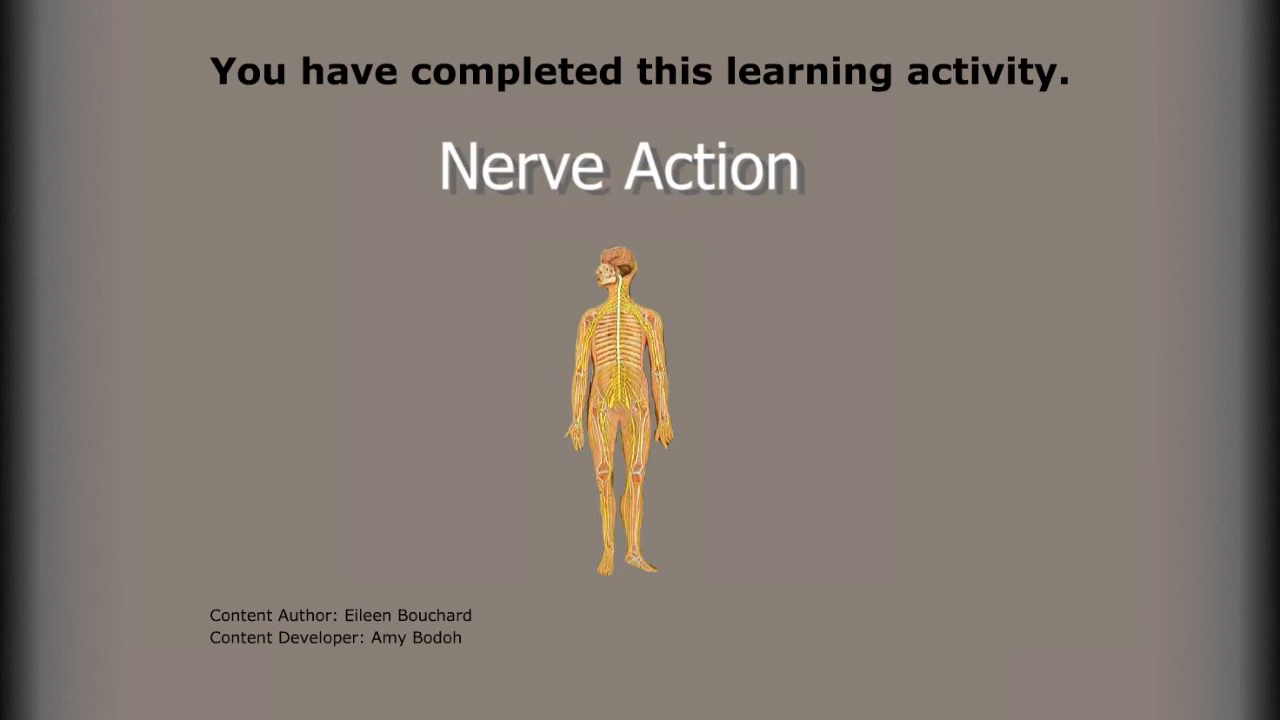 You have completed this learning activity.
Nerve Action
Content Author: Eileen Bouchard
Content Developer: Amy Bodoh